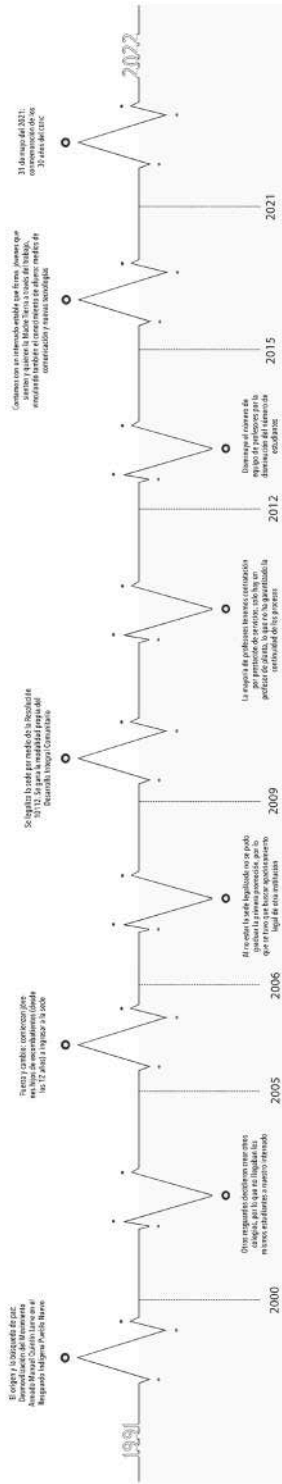 1991
El origen y la búsqueda de paz:
Desmovilización del Movimiento
Armado Manuel Quintín Lame en el
Resguardo Indígena Pueblo Nuevo
2000
Otros resguardos decidieron crear otros
colegios, por lo que no llegaban los
mismos estudiantes a nuestro internado
2005
Fuerza y cambio: comienzan jóve
nes hijos de excombatientes (desde
los 12 años) a ingresar a la sede
2006
Al no estar la sede legalizada no se pudo
graduar la primera promoción, por lo
que se tuvo que buscar apadrinamiento
legal de otra institución
2009
Se legaliza la sede por medio de la Resolución
10112. Se gana la modalidad propia del
Desarrollo Integral Comunitario
La mayoría de profesores tenemos contratación
por prestación de servicios, solo hay un
profesor de planta, lo que no ha garantizado la
continuidad de los procesos
2012
Disminuye el número de
equipo de profesores por la
disminución del número de
estudiantes
2015
Contamos con un internado estable que forma jóvenes que
sienten y quieren la Madre Tierra a través del trabajo,
vinculando también el conocimiento de afuera: medios de
comunicación y nuevas tecnologías
2021
31 de mayo del 2021:
conmemoración de los
30 años del
2022